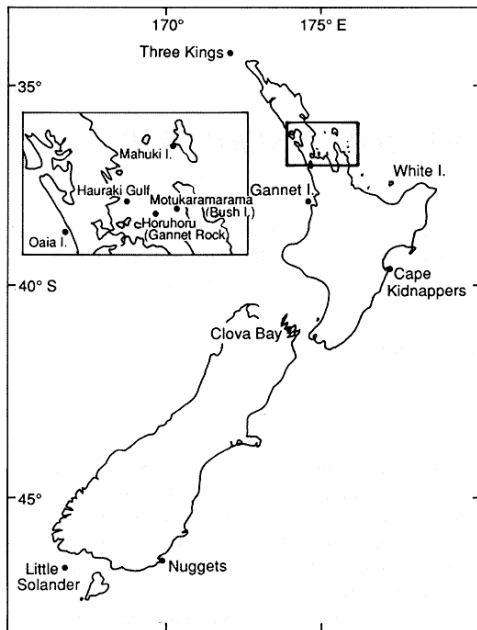 170°
175° E
Three Kings
35°
Mahuki I.
Hauraki Gulf
Motukaramarama
(Bush I.)
Horuhoru
(Gannet Rock)
Oaia I.
White I.
Gannet I.
40° S
Cape
Kidnappers
Clova Bay
45°
Little
Solander
Nuggets